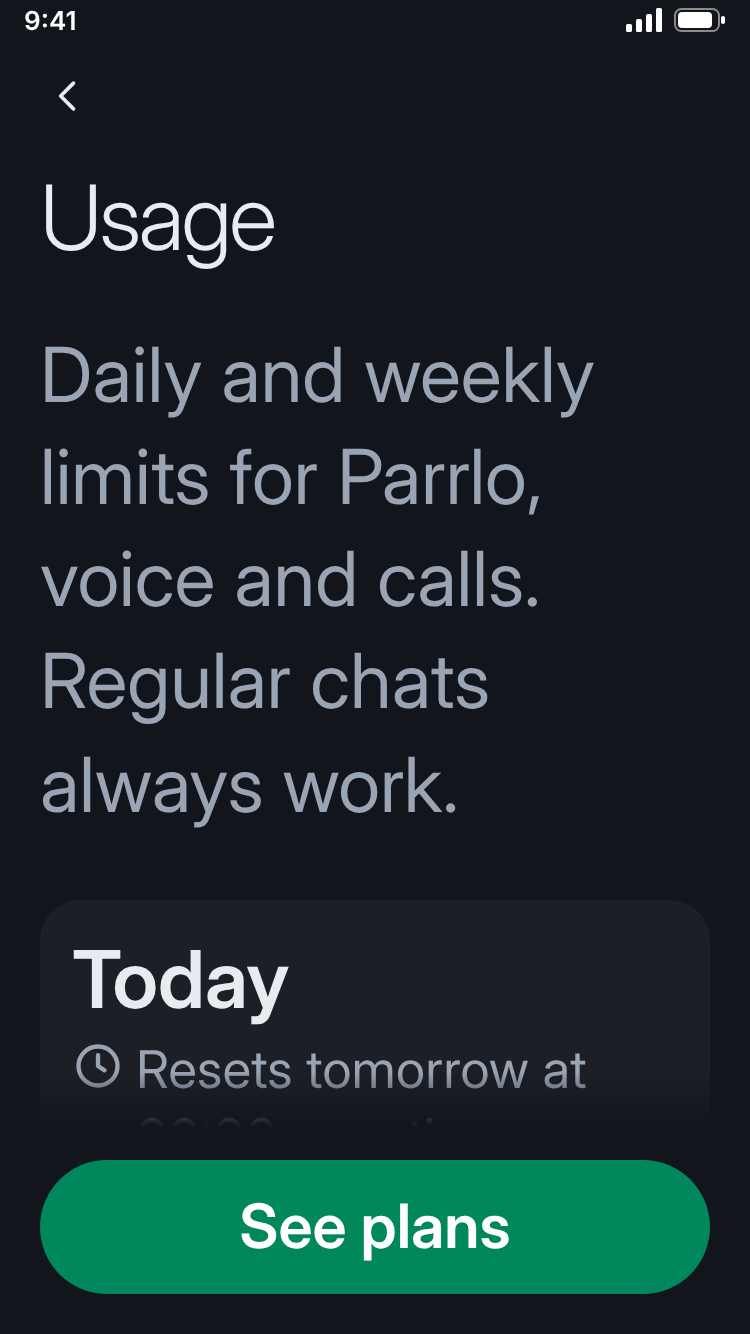 9:41
Usage
Daily and weekly
limits for Parrlo,
voice and calls.
Regular chats
always work.
Today
Resets tomorrow at
See plans